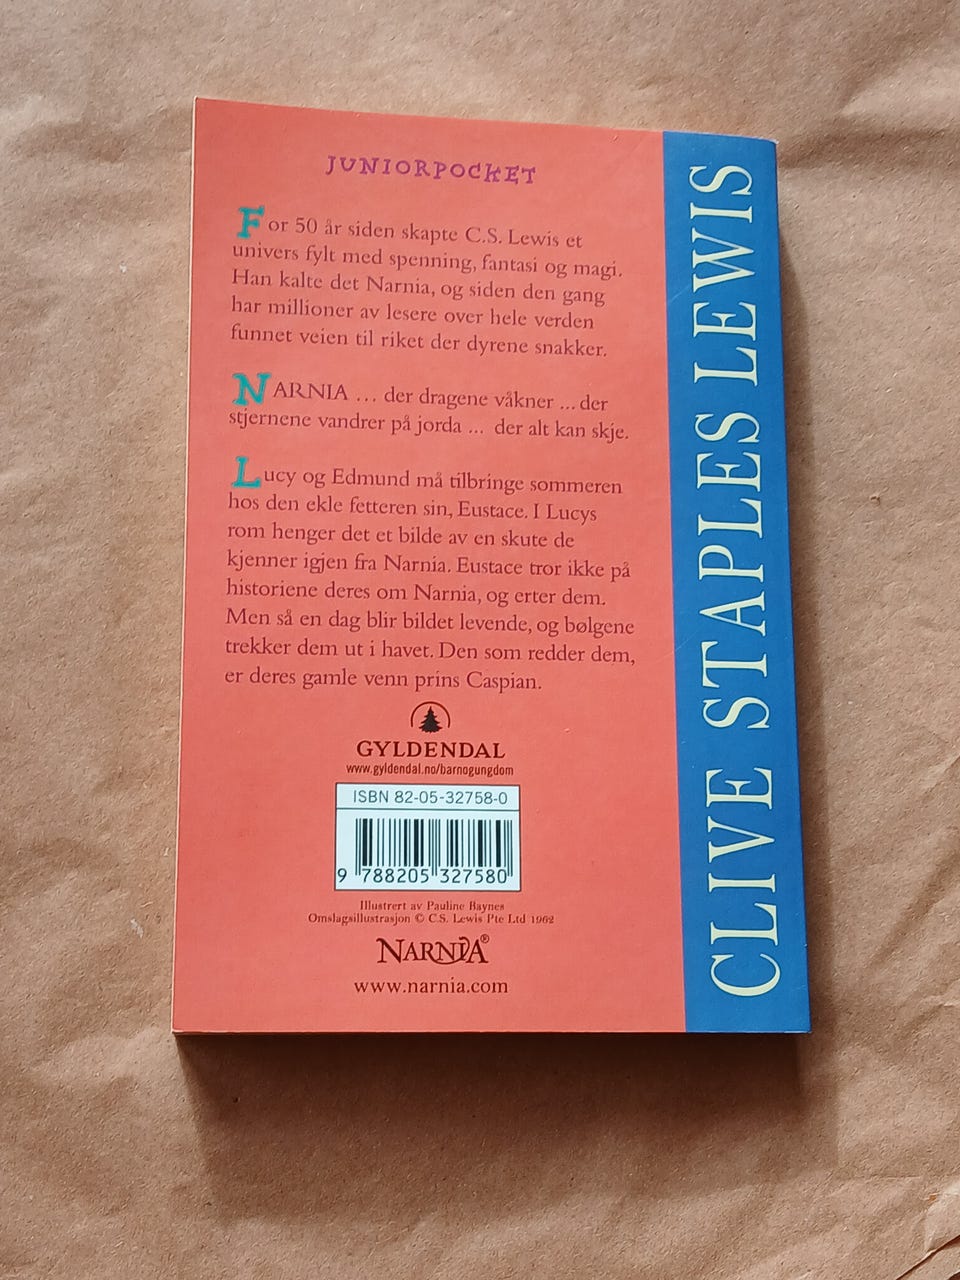 JUNIORPOCKET
For 50 år siden skapte C.S. Lewis et
univers fylt med spenning, fantasi og magi.
Han kalte det Narnia, og siden den gang
har millioner av lesere over hele verden
funnet veien til riket der dyrene snakker.
NARNIA ... der dragene våkner ... der
stjernene vandrer på jorda ... der alt kan skje.
Lucy og Edmund må tilbringe sommeren
hos den ekle fetteren sin, Eustace. I Lucys
rom henger det et bilde av en skute de
kjenner igjen fra Narnia. Eustace tror ikke på
historiene deres om Narnia, og erter dem.
Men så en dag blir bildet levende, og bølgene
trekker dem ut i havet. Den som redder dem,
er deres gamle venn prins Caspian.
GYLDENDAL
www.gyldendal.no/barnogungdom
ISBN 82-05-32758-0
9 788205 327580
Illustrert av Pauline Baynes
Omslagsillustrasjon © C.S. Lewis Pte Ltd 1962
NARNIA®
www.narnia.com
CLIVE STAPLES LEWIS